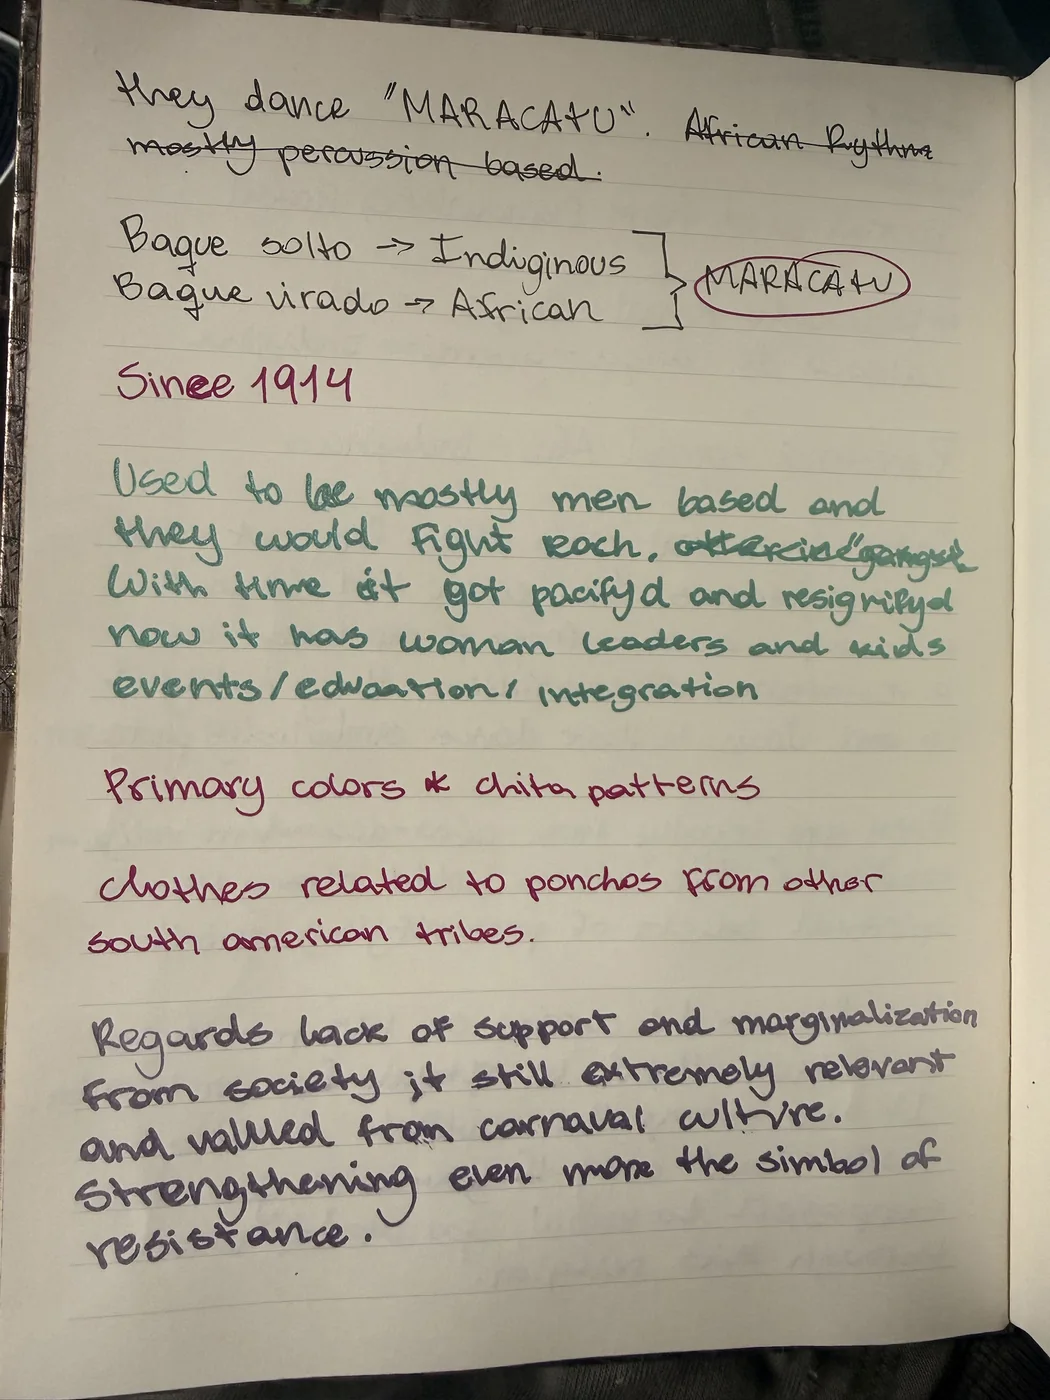 they dance "MARACATU". African Rythm
mostly percussion based.
Baque solto → Indiginous
Baque virado → African
MARACATU
Since 1914
Used to be mostly men based and
they would fight each.
With time it got pacifyd and resignifyd
now it has woman leaders and kids
events/education/integration
Primary colors * chita patterns
Clothes related to ponchos from other
south american tribes.
Regards lack of support and marginalization
from society it still extremely relevant
and valued from carnaval culture.
Strengthening even more the simbol of
resistance.